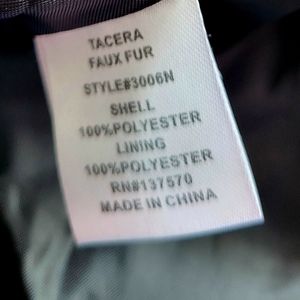 TACERA
FAUX FUR
STYLE#3006N
SHELL
100%POLYESTER
LINING
100%POLYESTER
RN#137570
MADE IN CHINA